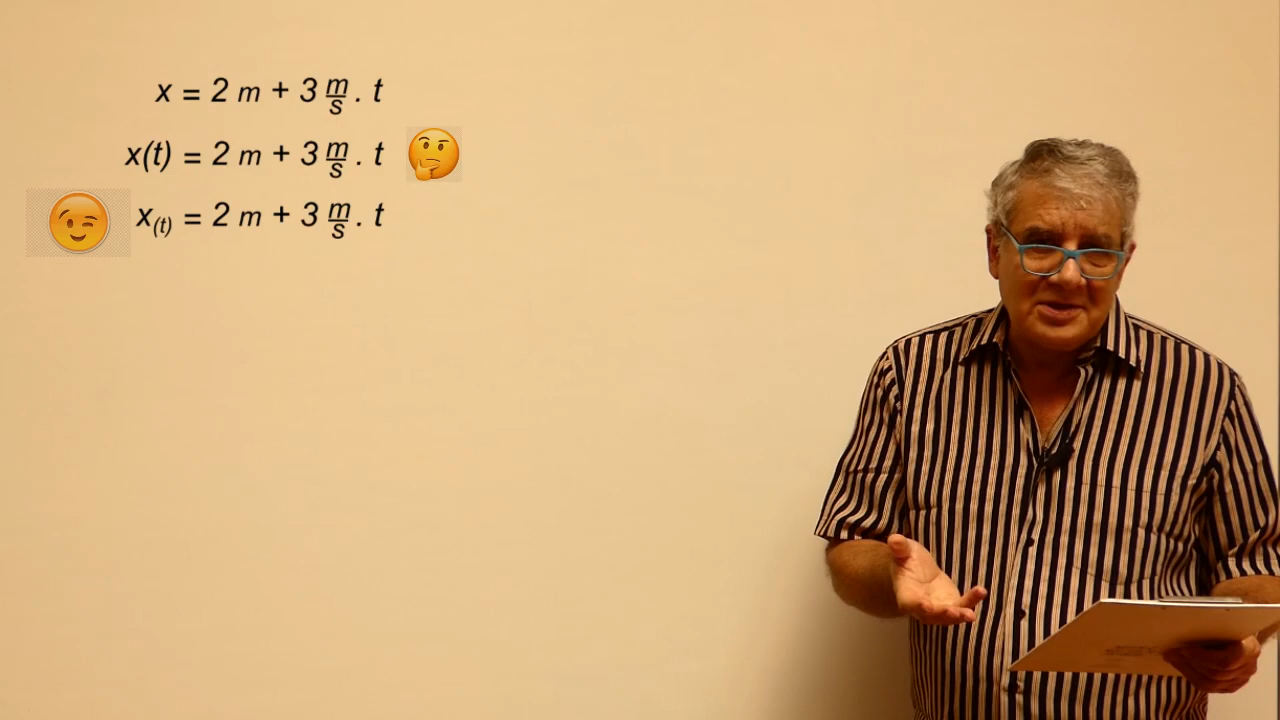 x = 2 m + 3 m/s . t
x(t) = 2 m + 3 m/s . t
x(t) = 2 m + 3 m/s . t